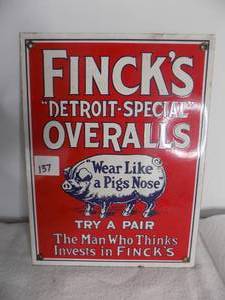 FINCK'S
"DETROIT-SPECIAL"
OVERALLS
157
"Wear Like
a Pigs Nose"
TRY A PAIR
The Man Who Thinks
Invests in FINCK'S